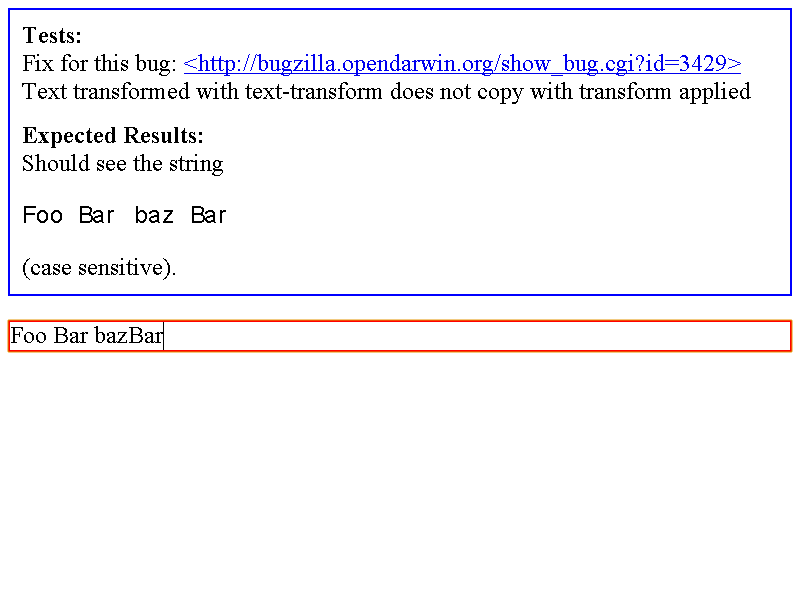 Tests:
Fix for this bug: <http://bugzilla.opendarwin.org/show_bug.cgi?id=3429>
Text transformed with text-transform does not copy with transform applied
Expected Results:
Should see the string
Foo  Bar   baz  Bar
(case sensitive).
Foo Bar bazBar